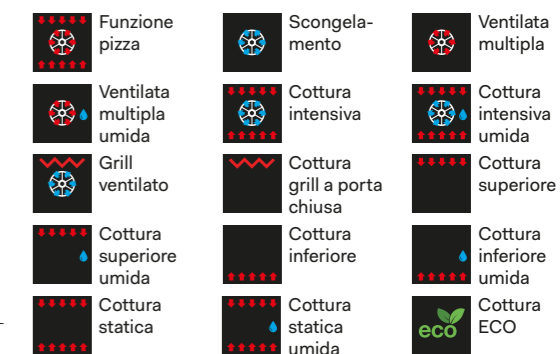 Funzione
pizza
Scongela-
mento
Ventilata
multipla
Ventilata
multipla
umida
Cottura
intensiva
Cottura
intensiva
umida
Grill
ventilato
Cottura
grill a porta
chiusa
Cottura
superiore
Cottura
superiore
umida
Cottura
inferiore
Cottura
inferiore
umida
Cottura
statica
Cottura
statica
umida
eco
Cottura
ECO